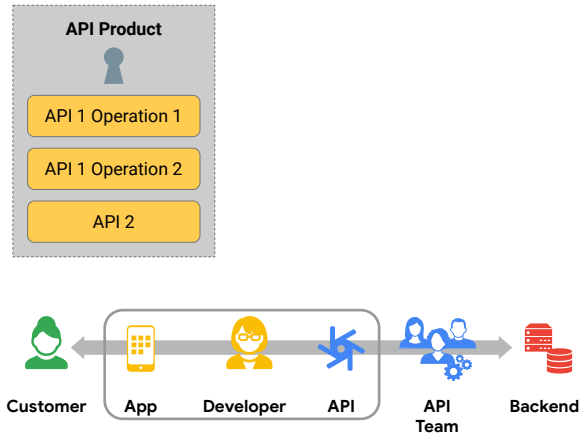 API Product
API 1 Operation 1
API 1 Operation 2
API 2
Customer
App
Developer
API
API
Team
Backend